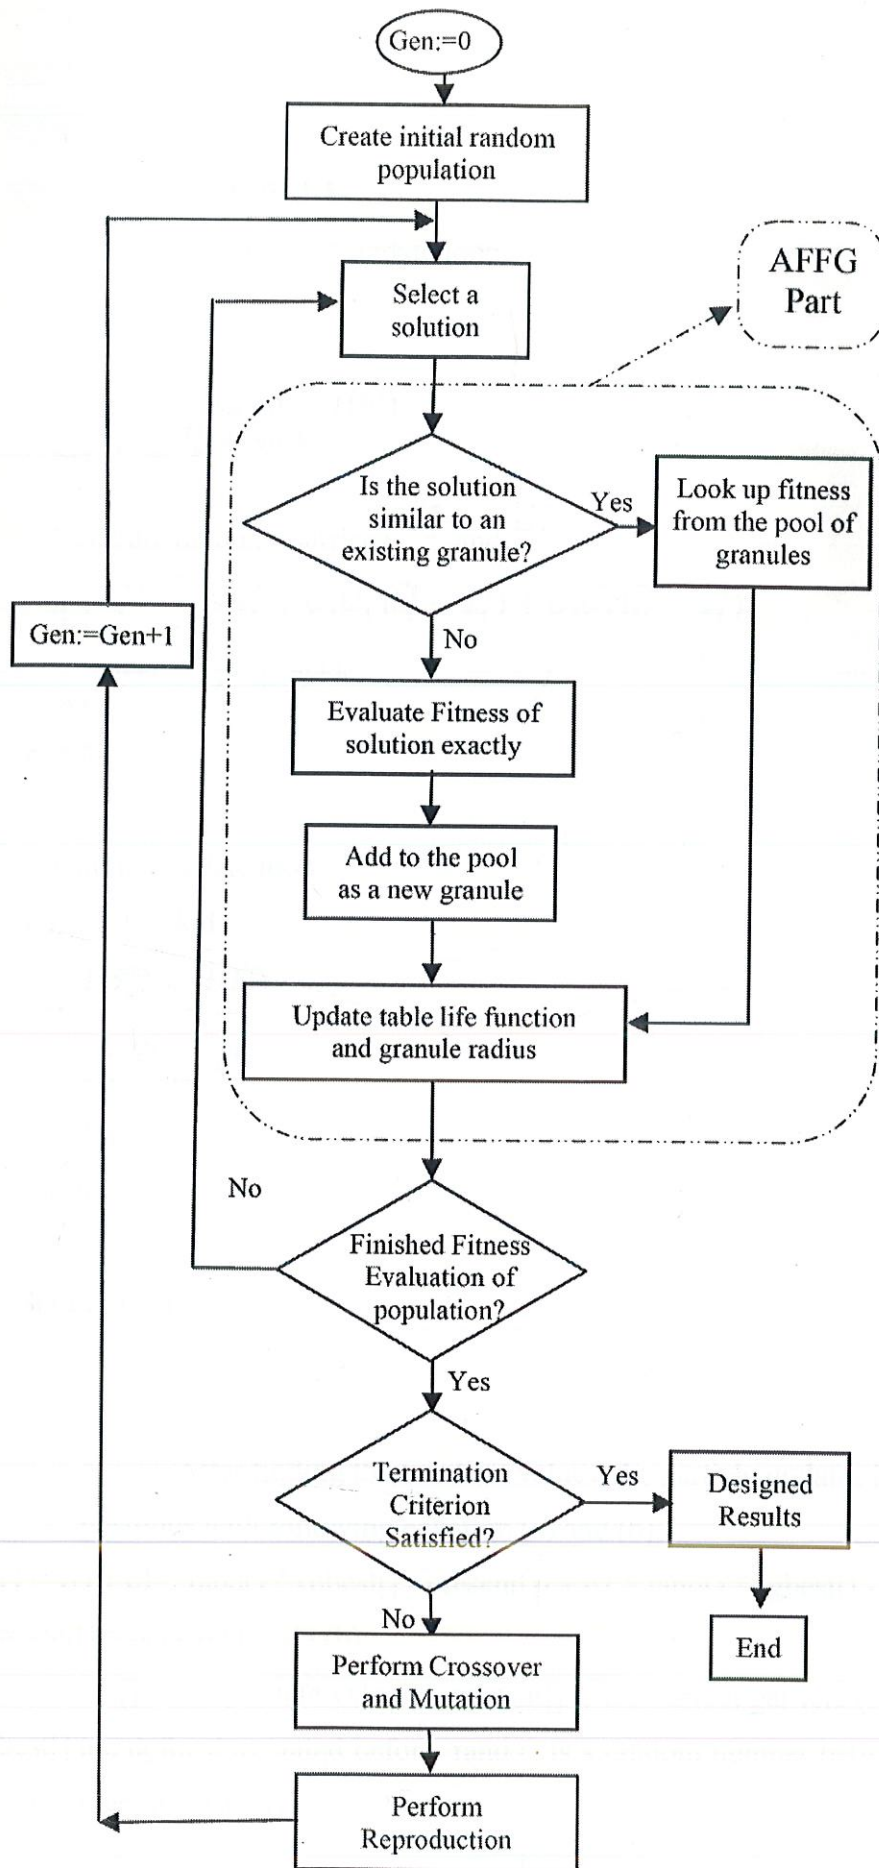 Gen:=0
Create initial random
population
Select a
solution
AFFG
Part
Is the solution
similar to an
existing granule?
Yes
Look up fitness
from the pool of
granules
Gen:=Gen+1
No
Evaluate Fitness of
solution exactly
Add to the pool
as a new granule
Update table life function
and granule radius
No
Finished Fitness
Evaluation of
population?
Yes
Termination
Criterion
Satisfied?
Yes
Designed
Results
No
End
Perform Crossover
and Mutation
Perform
Reproduction